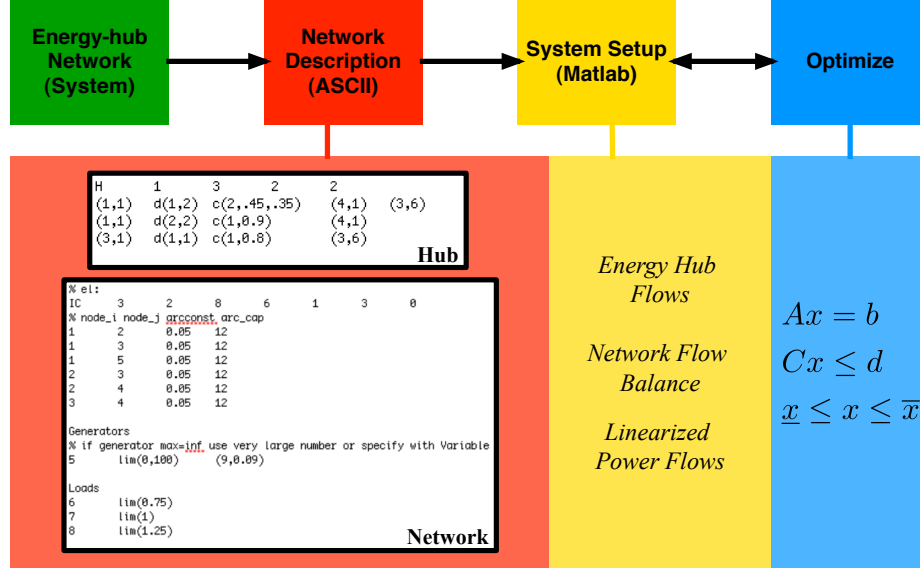 Energy-hub
Network
(System)
Network
Description
(ASCII)
System Setup
(Matlab)
Optimize
H 1 3 2 2
(1,1) d(1,2) c(2,.45,.35) (4,1) (3,6)
(1,1) d(2,2) c(1,0.9) (4,1)
(3,1) d(1,1) c(1,0.8) (3,6)
Hub
% el:
IC 3 2 8 6 1 3 0
% node_i node_j arcconst arc_cap
1 2 0.05 12
1 3 0.05 12
1 5 0.05 12
2 3 0.05 12
2 4 0.05 12
3 4 0.05 12
Generators
% if generator max=inf use very large number or specify with Variable
5 lim(0,100) (9,0.09)
Loads
6 lim(0.75)
7 lim(1)
8 lim(1.25)
Network
Energy Hub
Flows
Network Flow
Balance
Linearized
Power Flows
Ax = b
Cx ≤ d
x̲ ≤ x ≤ x̅